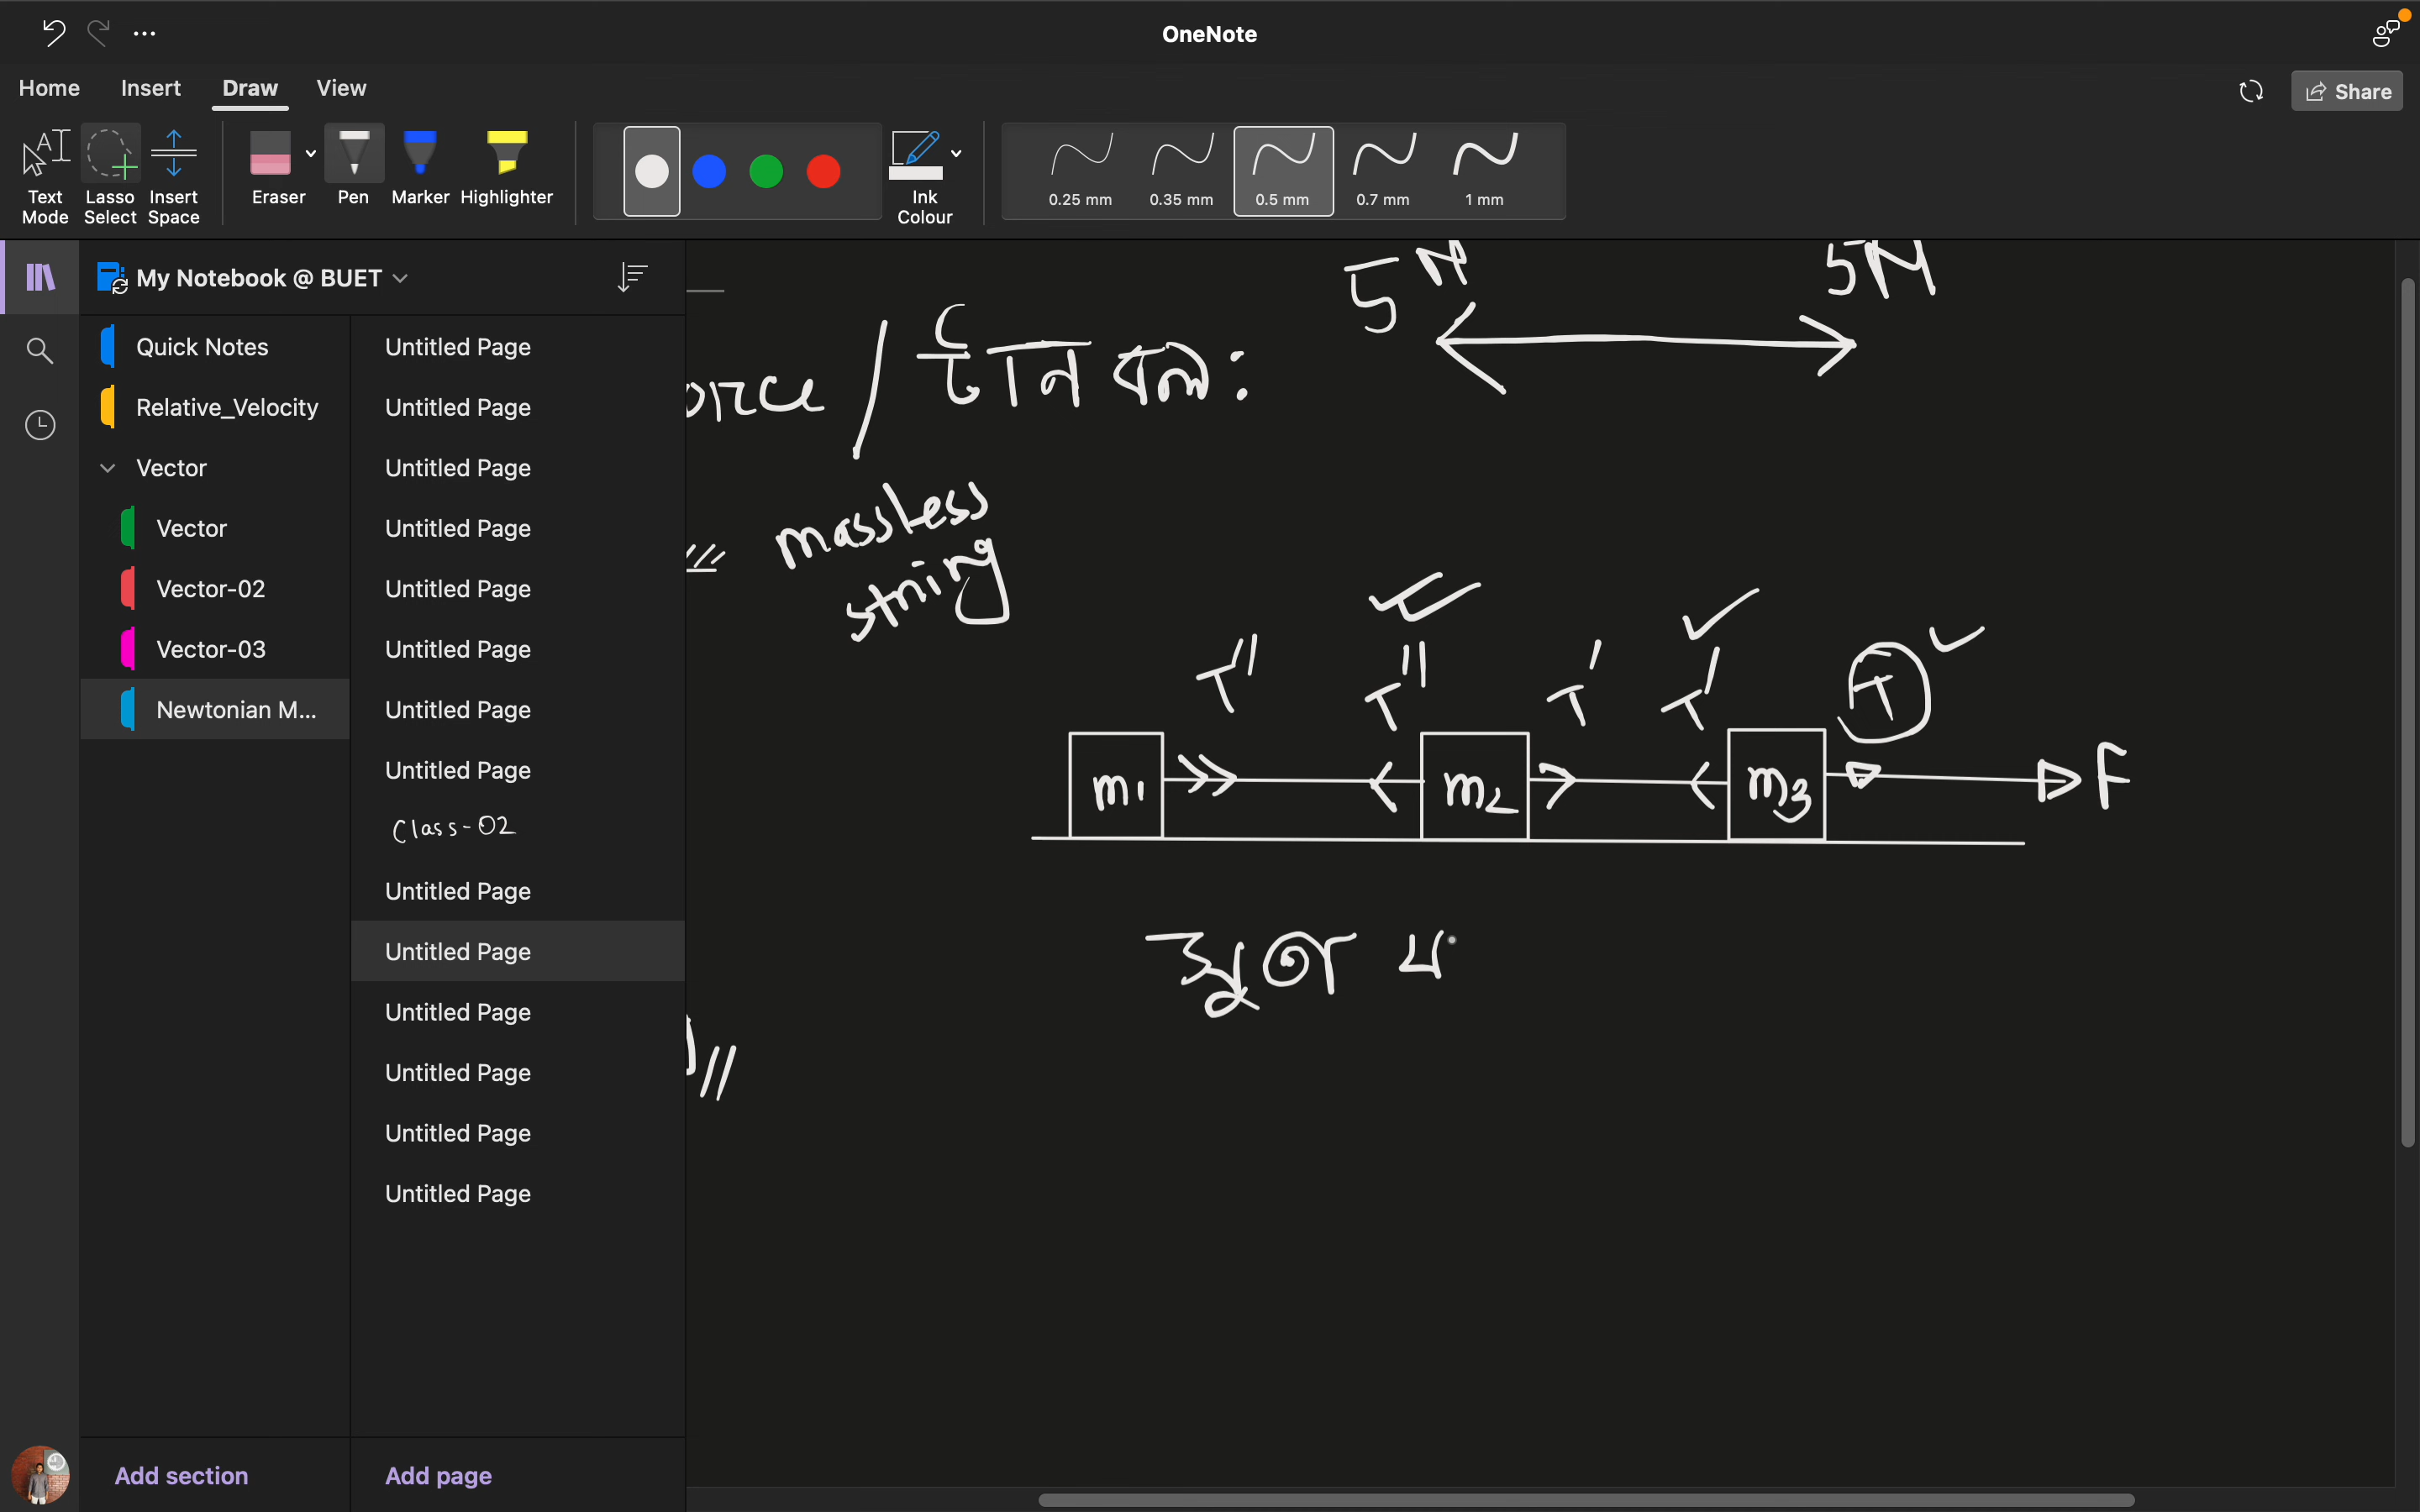 OneNote
Home Insert Draw View
Share
Text Mode
Lasso Select
Insert Space
Eraser
Pen
Marker
Highlighter
Ink Colour
0.25 mm
0.35 mm
0.5 mm
0.7 mm
1 mm
My Notebook @ BUET
Quick Notes
Relative_Velocity
Vector
Vector
Vector-02
Vector-03
Newtonian M...
Add section
Untitled Page
Untitled Page
Untitled Page
Untitled Page
Untitled Page
Untitled Page
Untitled Page
Untitled Page
Class-02
Untitled Page
Untitled Page
Untitled Page
Untitled Page
Untitled Page
Untitled Page
Add page
5N 5N
orce / টান বল:
massless
string
T'' T'' T' T' T
m1 m2 m3 F